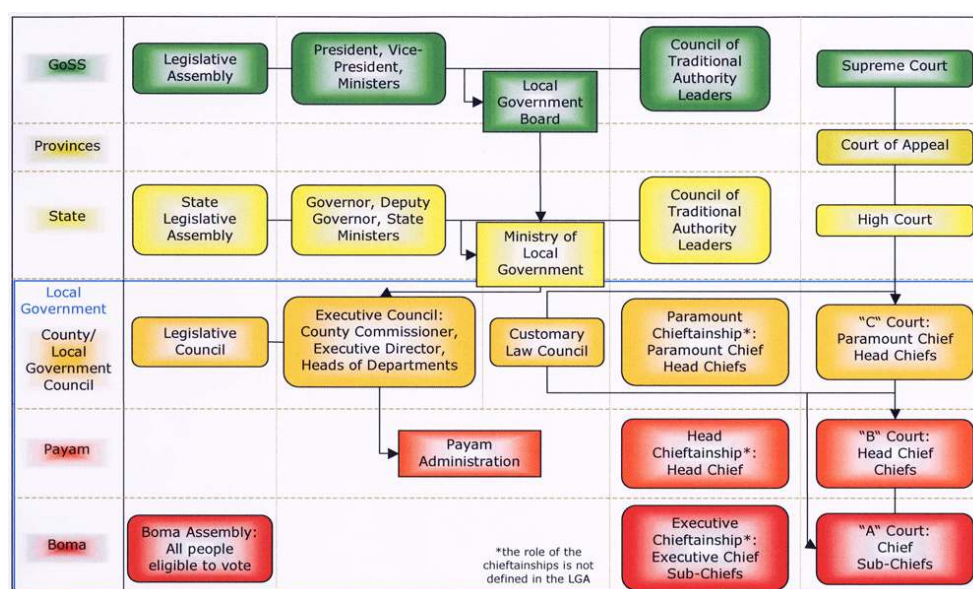 GoSS
Legislative
Assembly
President, Vice-
President,
Ministers
Local
Government
Board
Council of
Traditional
Authority
Leaders
Supreme Court
Provinces
Court of Appeal
State
State
Legislative
Assembly
Governor, Deputy
Governor, State
Ministers
Ministry of
Local
Government
Council of
Traditional
Authority
Leaders
High Court
Local
Government
County/
Local
Government
Council
Legislative
Council
Executive Council:
County Commissioner,
Executive Director,
Heads of Departments
Customary
Law Council
Paramount
Chieftainship*:
Paramount Chief
Head Chiefs
"C" Court:
Paramount Chief
Head Chiefs
Payam
Payam
Administration
Head
Chieftainship*:
Head Chief
"B" Court:
Head Chief
Chiefs
Boma
Boma Assembly:
All people
eligible to vote
*the role of the
chieftainships is not
defined in the LGA
Executive
Chieftainship*:
Executive Chief
Sub-Chiefs
"A" Court:
Chief
Sub-Chiefs